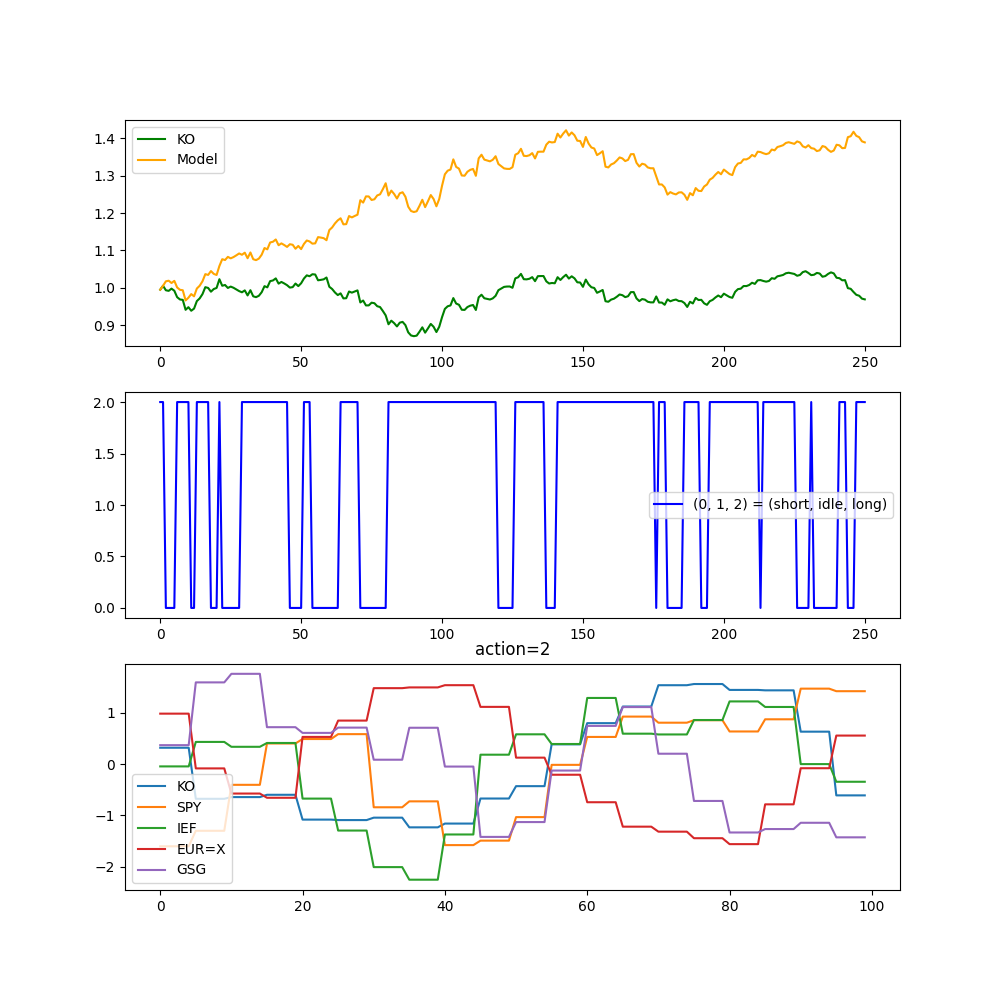 1.4
1.3
1.2
1.1
1.0
0.9
KO
Model
0 50 100 150 200 250
2.0
1.5
1.0
0.5
0.0
(0, 1, 2) = (short, idle, long)
0 50 100 150 200 250
action=2
1
0
−1
−2
KO
SPY
IEF
EUR=X
GSG
0 20 40 60 80 100